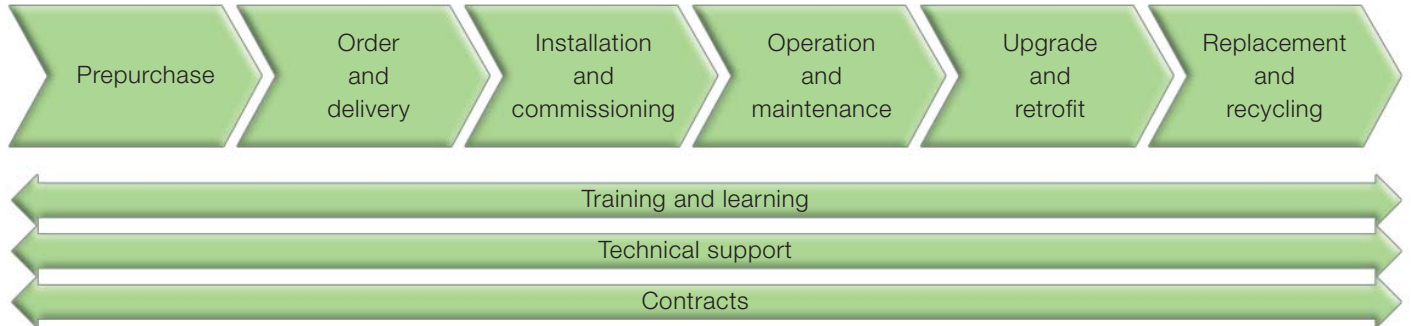 Prepurchase
Order
and
delivery
Installation
and
commissioning
Operation
and
maintenance
Upgrade
and
retrofit
Replacement
and
recycling
Training and learning
Technical support
Contracts